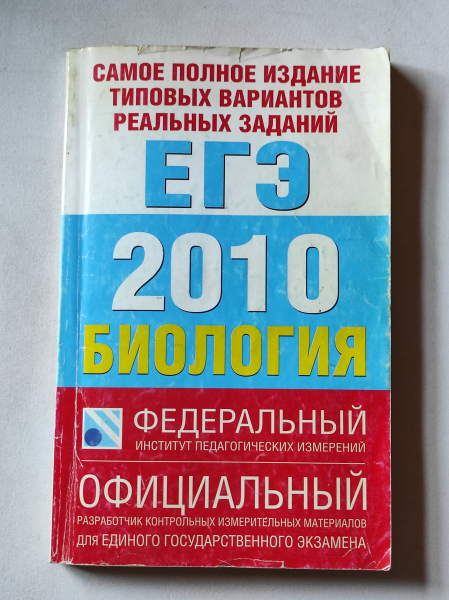 САМОЕ ПОЛНОЕ ИЗДАНИЕ
ТИПОВЫХ ВАРИАНТОВ
РЕАЛЬНЫХ ЗАДАНИЙ
ЕГЭ
2010
БИОЛОГИЯ
ФЕДЕРАЛЬНЫЙ
ИНСТИТУТ ПЕДАГОГИЧЕСКИХ ИЗМЕРЕНИЙ
ОФИЦИАЛЬНЫЙ
РАЗРАБОТЧИК КОНТРОЛЬНЫХ ИЗМЕРИТЕЛЬНЫХ МАТЕРИАЛОВ
для ЕДИНОГО ГОСУДАРСТВЕННОГО ЭКЗАМЕНА